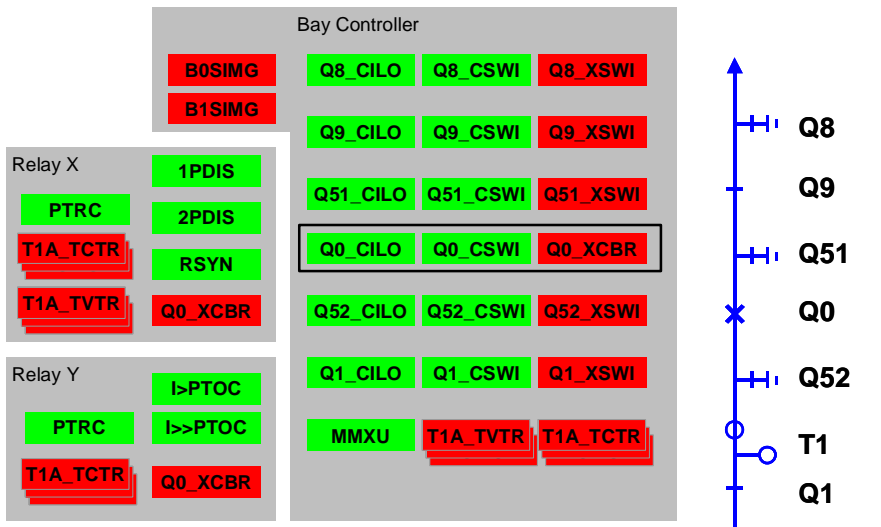 Bay Controller
B0SIMG
B1SIMG
Q8_CILO Q8_CSWI Q8_XSWI
Q9_CILO Q9_CSWI Q9_XSWI
Q51_CILO Q51_CSWI Q51_XSWI
Q0_CILO Q0_CSWI Q0_XCBR
Q52_CILO Q52_CSWI Q52_XSWI
Q1_CILO Q1_CSWI Q1_XSWI
MMXU T1A_TVTR T1A_TCTR
Relay X
1PDIS
PTRC
2PDIS
T1A_TCTR
RSYN
T1A_TVTR
Q0_XCBR
Relay Y
I>PTOC
PTRC
I>>PTOC
T1A_TCTR
Q0_XCBR
Q8
Q9
Q51
Q0
Q52
T1
Q1